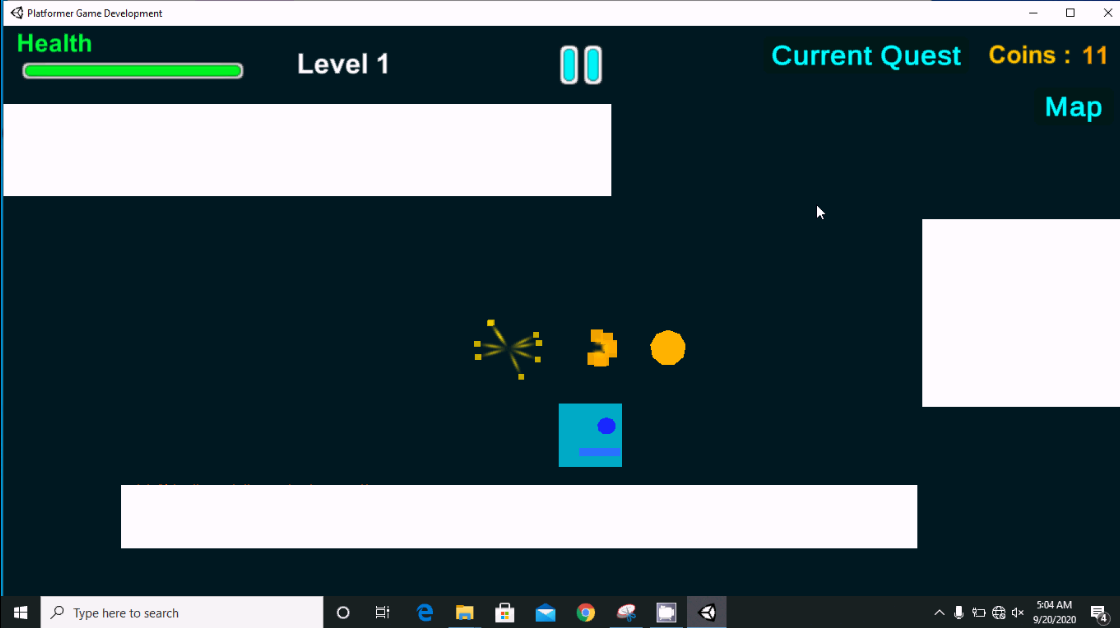 Platformer Game Development
Health
Level 1
Current Quest
Coins : 11
Map
Type here to search
5:04 AM
9/20/2020
4